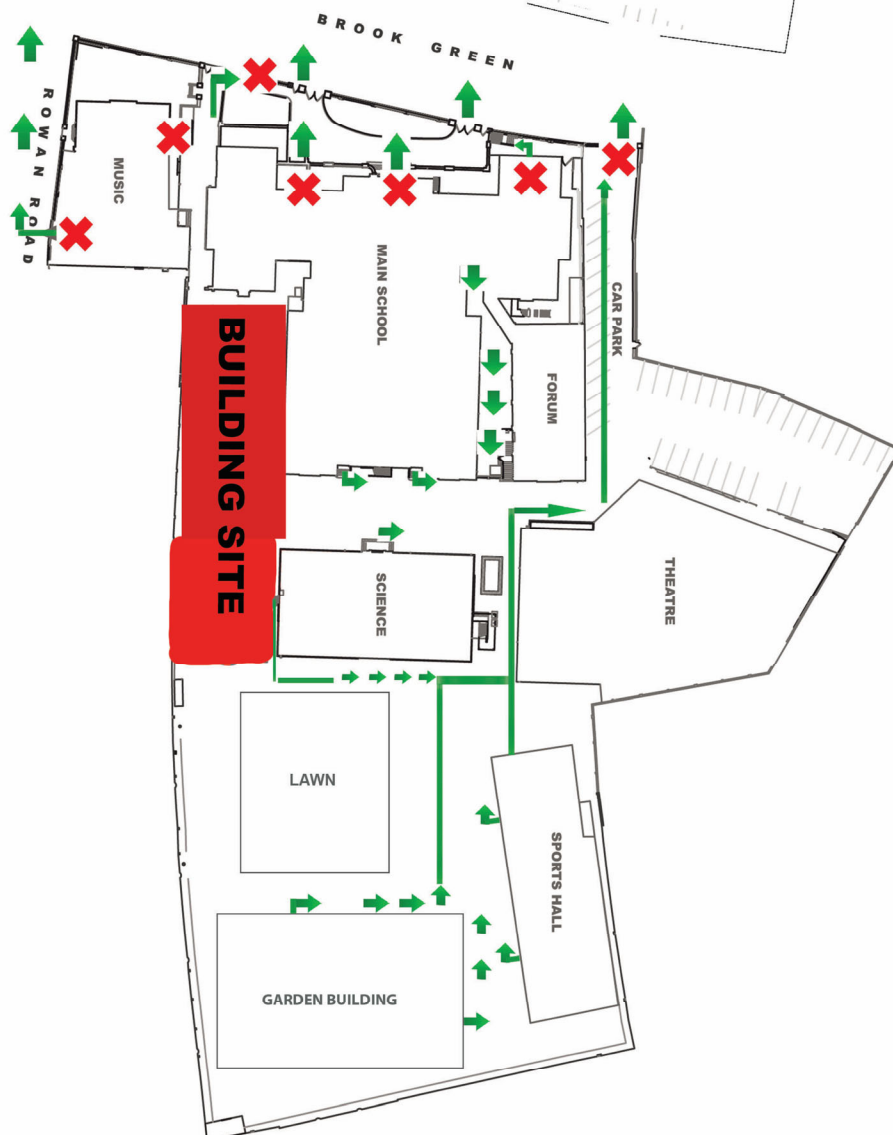 BROOK GREEN
ROWAN ROAD
MUSIC
MAIN SCHOOL
CAR PARK
BUILDING SITE
FORUM
SCIENCE
THEATRE
LAWN
SPORTS HALL
GARDEN BUILDING